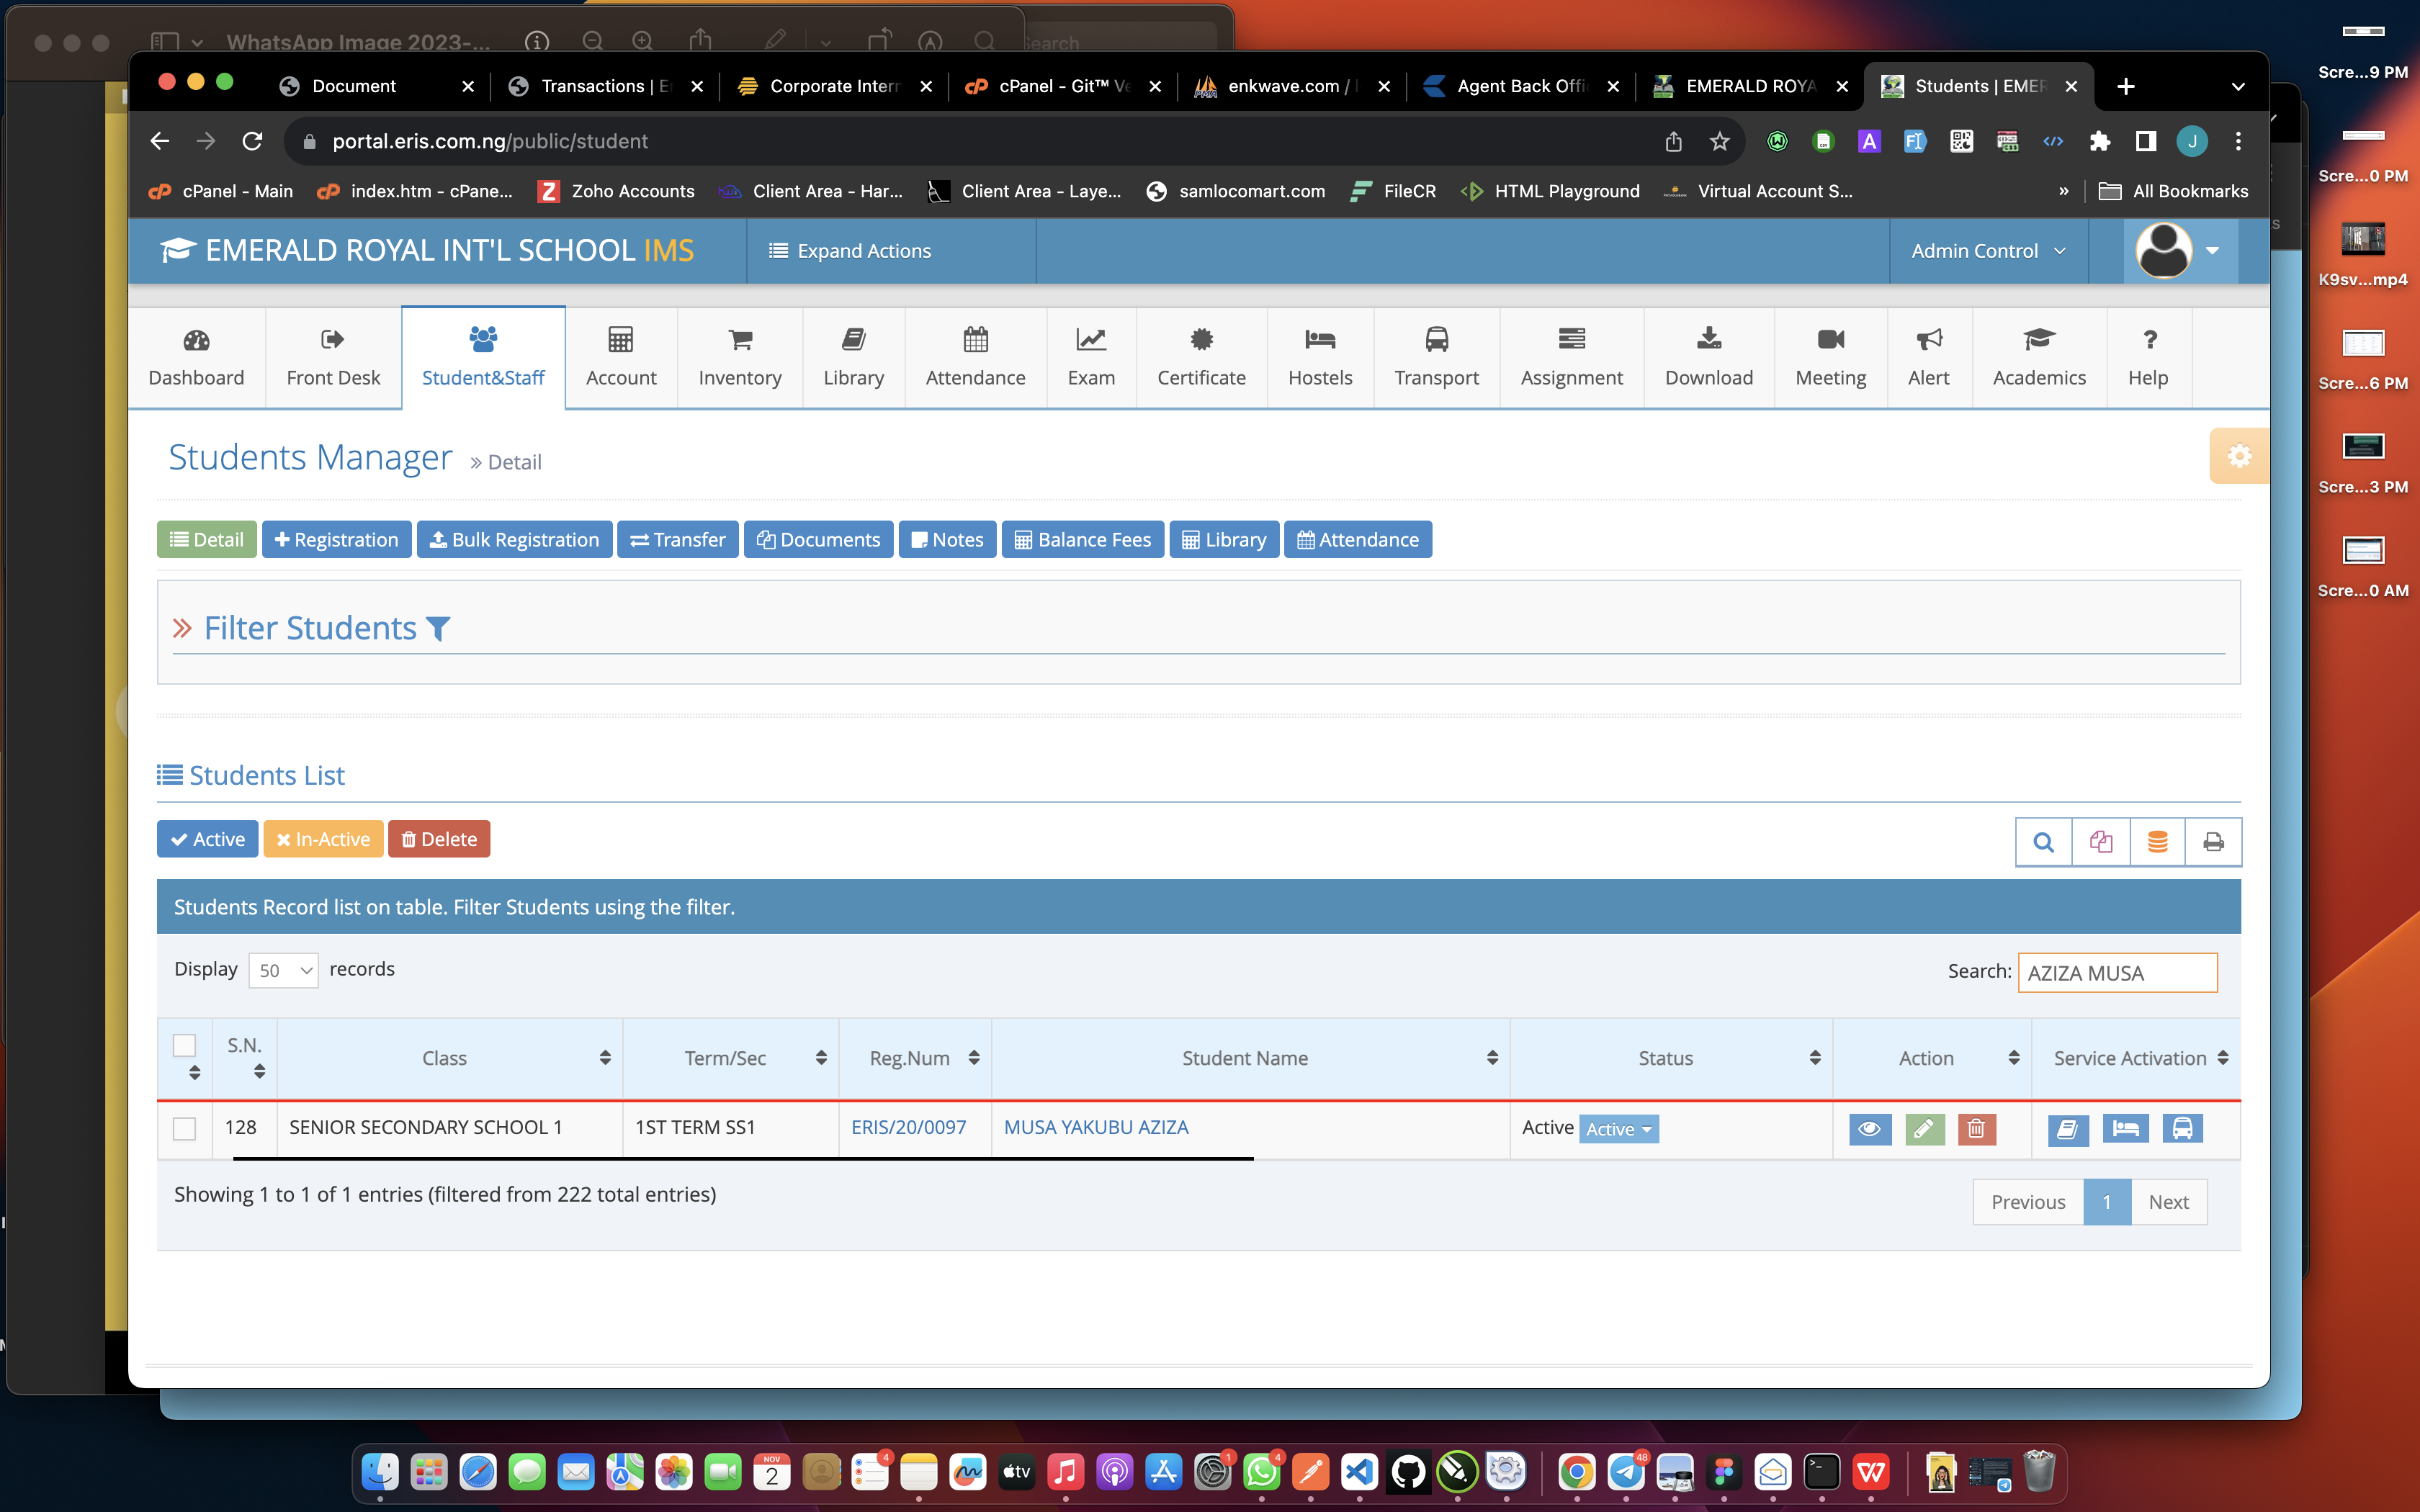 WhatsApp Image 2023-...
Search
Document
Transactions | E
Corporate Inter
cPanel - Git™ Ve
enkwave.com /
Agent Back Offi
EMERALD ROYA
Students | EMER
portal.eris.com.ng/public/student
J
cPanel - Main
index.htm - cPane...
Zoho Accounts
Client Area - Har...
Client Area - Laye...
samlocomart.com
FileCR
HTML Playground
Virtual Account S...
»
All Bookmarks
EMERALD ROYAL INT'L SCHOOL IMS
Expand Actions
Admin Control
Dashboard
Front Desk
Student&Staff
Account
Inventory
Library
Attendance
Exam
Certificate
Hostels
Transport
Assignment
Download
Meeting
Alert
Academics
Help
Students Manager » Detail
Detail
Registration
Bulk Registration
Transfer
Documents
Notes
Balance Fees
Library
Attendance
Filter Students
Students List
Active
In-Active
Delete
Students Record list on table. Filter Students using the filter.
Display 50 records
Search: AZIZA MUSA
S.N. Class Term/Sec Reg.Num Student Name Status Action Service Activation
128 SENIOR SECONDARY SCHOOL 1 1ST TERM SS1 ERIS/20/0097 MUSA YAKUBU AZIZA Active Active
Showing 1 to 1 of 1 entries (filtered from 222 total entries)
Previous 1 Next
Scre...9 PM
Scre...0 PM
K9sv...mp4
Scre...6 PM
Scre...3 PM
Scre...0 AM
NOV
2
4
tv
1
4
48